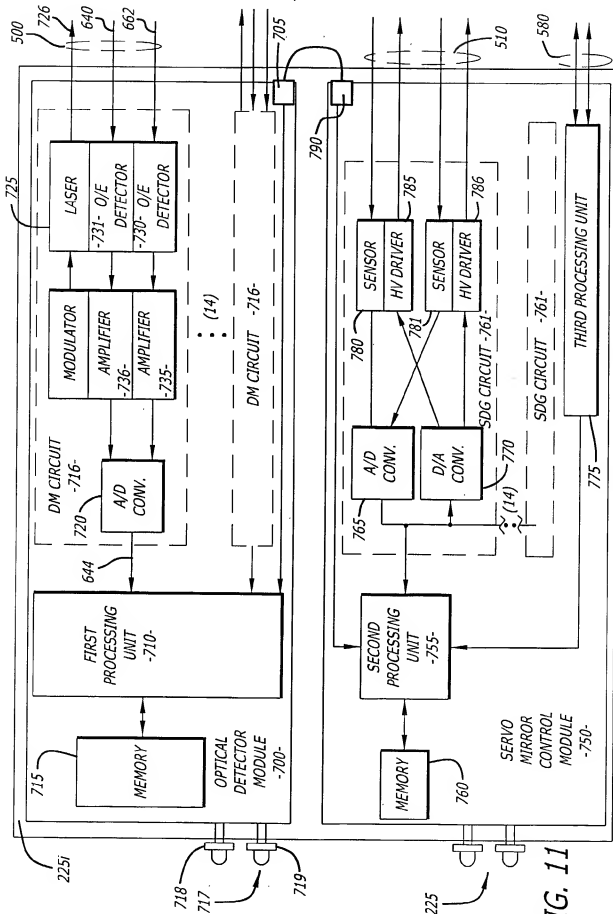 500
726
640
662
705
510
580
725
LASER
-731- O/E
DETECTOR
-730- O/E
DETECTOR
MODULATOR
AMPLIFIER
-736-
AMPLIFIER
-735-
(14)
DM CIRCUIT -716-
DM CIRCUIT
-716-
720
A/D
CONV.
644
FIRST
PROCESSING
UNIT
-710-
715
MEMORY
OPTICAL
DETECTOR
MODULE
-700-
225i
718
717
719
790
785
786
SENSOR
HV DRIVER
SENSOR
HV DRIVER
780
781
SDG CIRCUIT -761-
SDG CIRCUIT -761-
THIRD PROCESSING UNIT
775
A/D
CONV.
D/A
CONV.
765
770
(14)
SECOND
PROCESSING
UNIT
-755-
MEMORY
760
SERVO
MIRROR
CONTROL
MODULE
-750-
225
FIG. 11